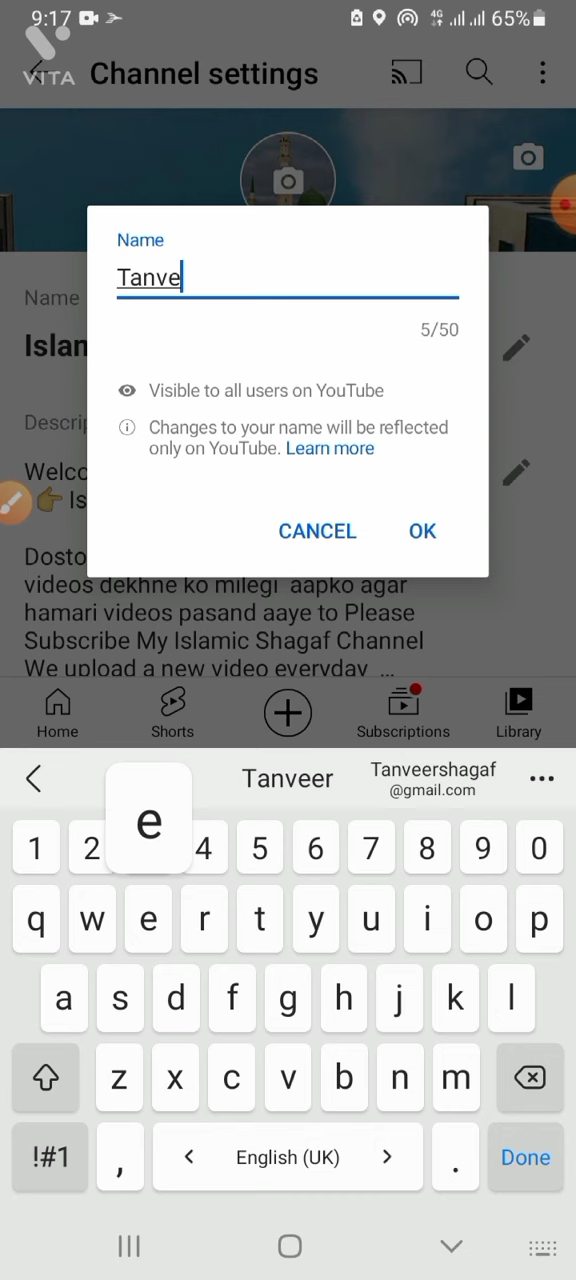 9:17 4G 65%
VITA
Channel settings
Name
Tanve
5/50
Name
Islam
Visible to all users on YouTube
Descrip
Changes to your name will be reflected
only on YouTube. Learn more
Welco
👉 Is
CANCEL OK
Dosto
videos dekhne ko milegi aapko agar
hamari videos pasand aaye to Please
Subscribe My Islamic Shagaf Channel
We upload a new video everyday ...
Home Shorts Subscriptions Library
Tanveer Tanveershagaf
@gmail.com
e
1 2 4 5 6 7 8 9 0
q w e r t y u i o p
a s d f g h j k l
z x c v b n m
!#1 , < English (UK) > . Done